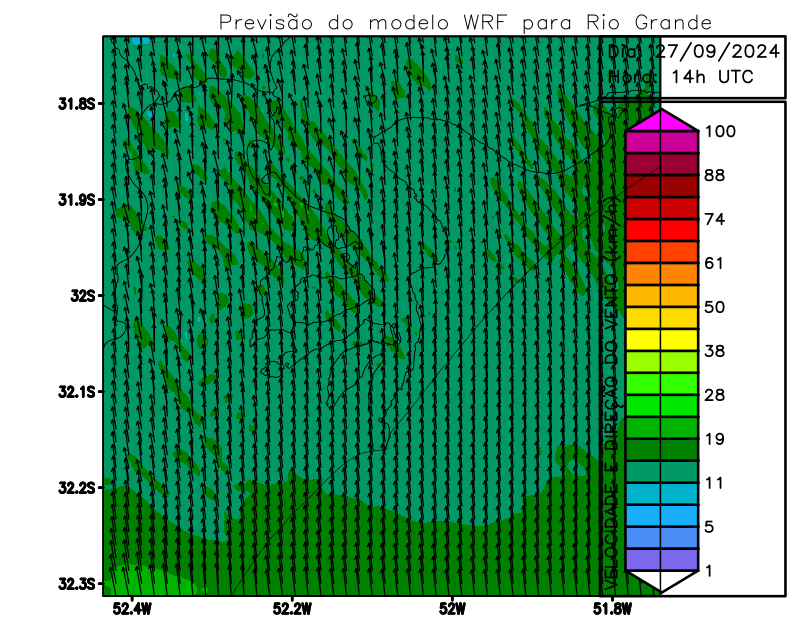 Previsão do modelo WRF para Rio Grande
Dia: 27/09/2024
Hora: 14h UTC
31.8S
31.9S
32S
32.1S
32.2S
32.3S
52.4W
52.2W
52W
51.8W
VELOCIDADE E DIREÇÃO DO VENTO (km/h)
100
88
74
61
50
38
28
19
11
5
1